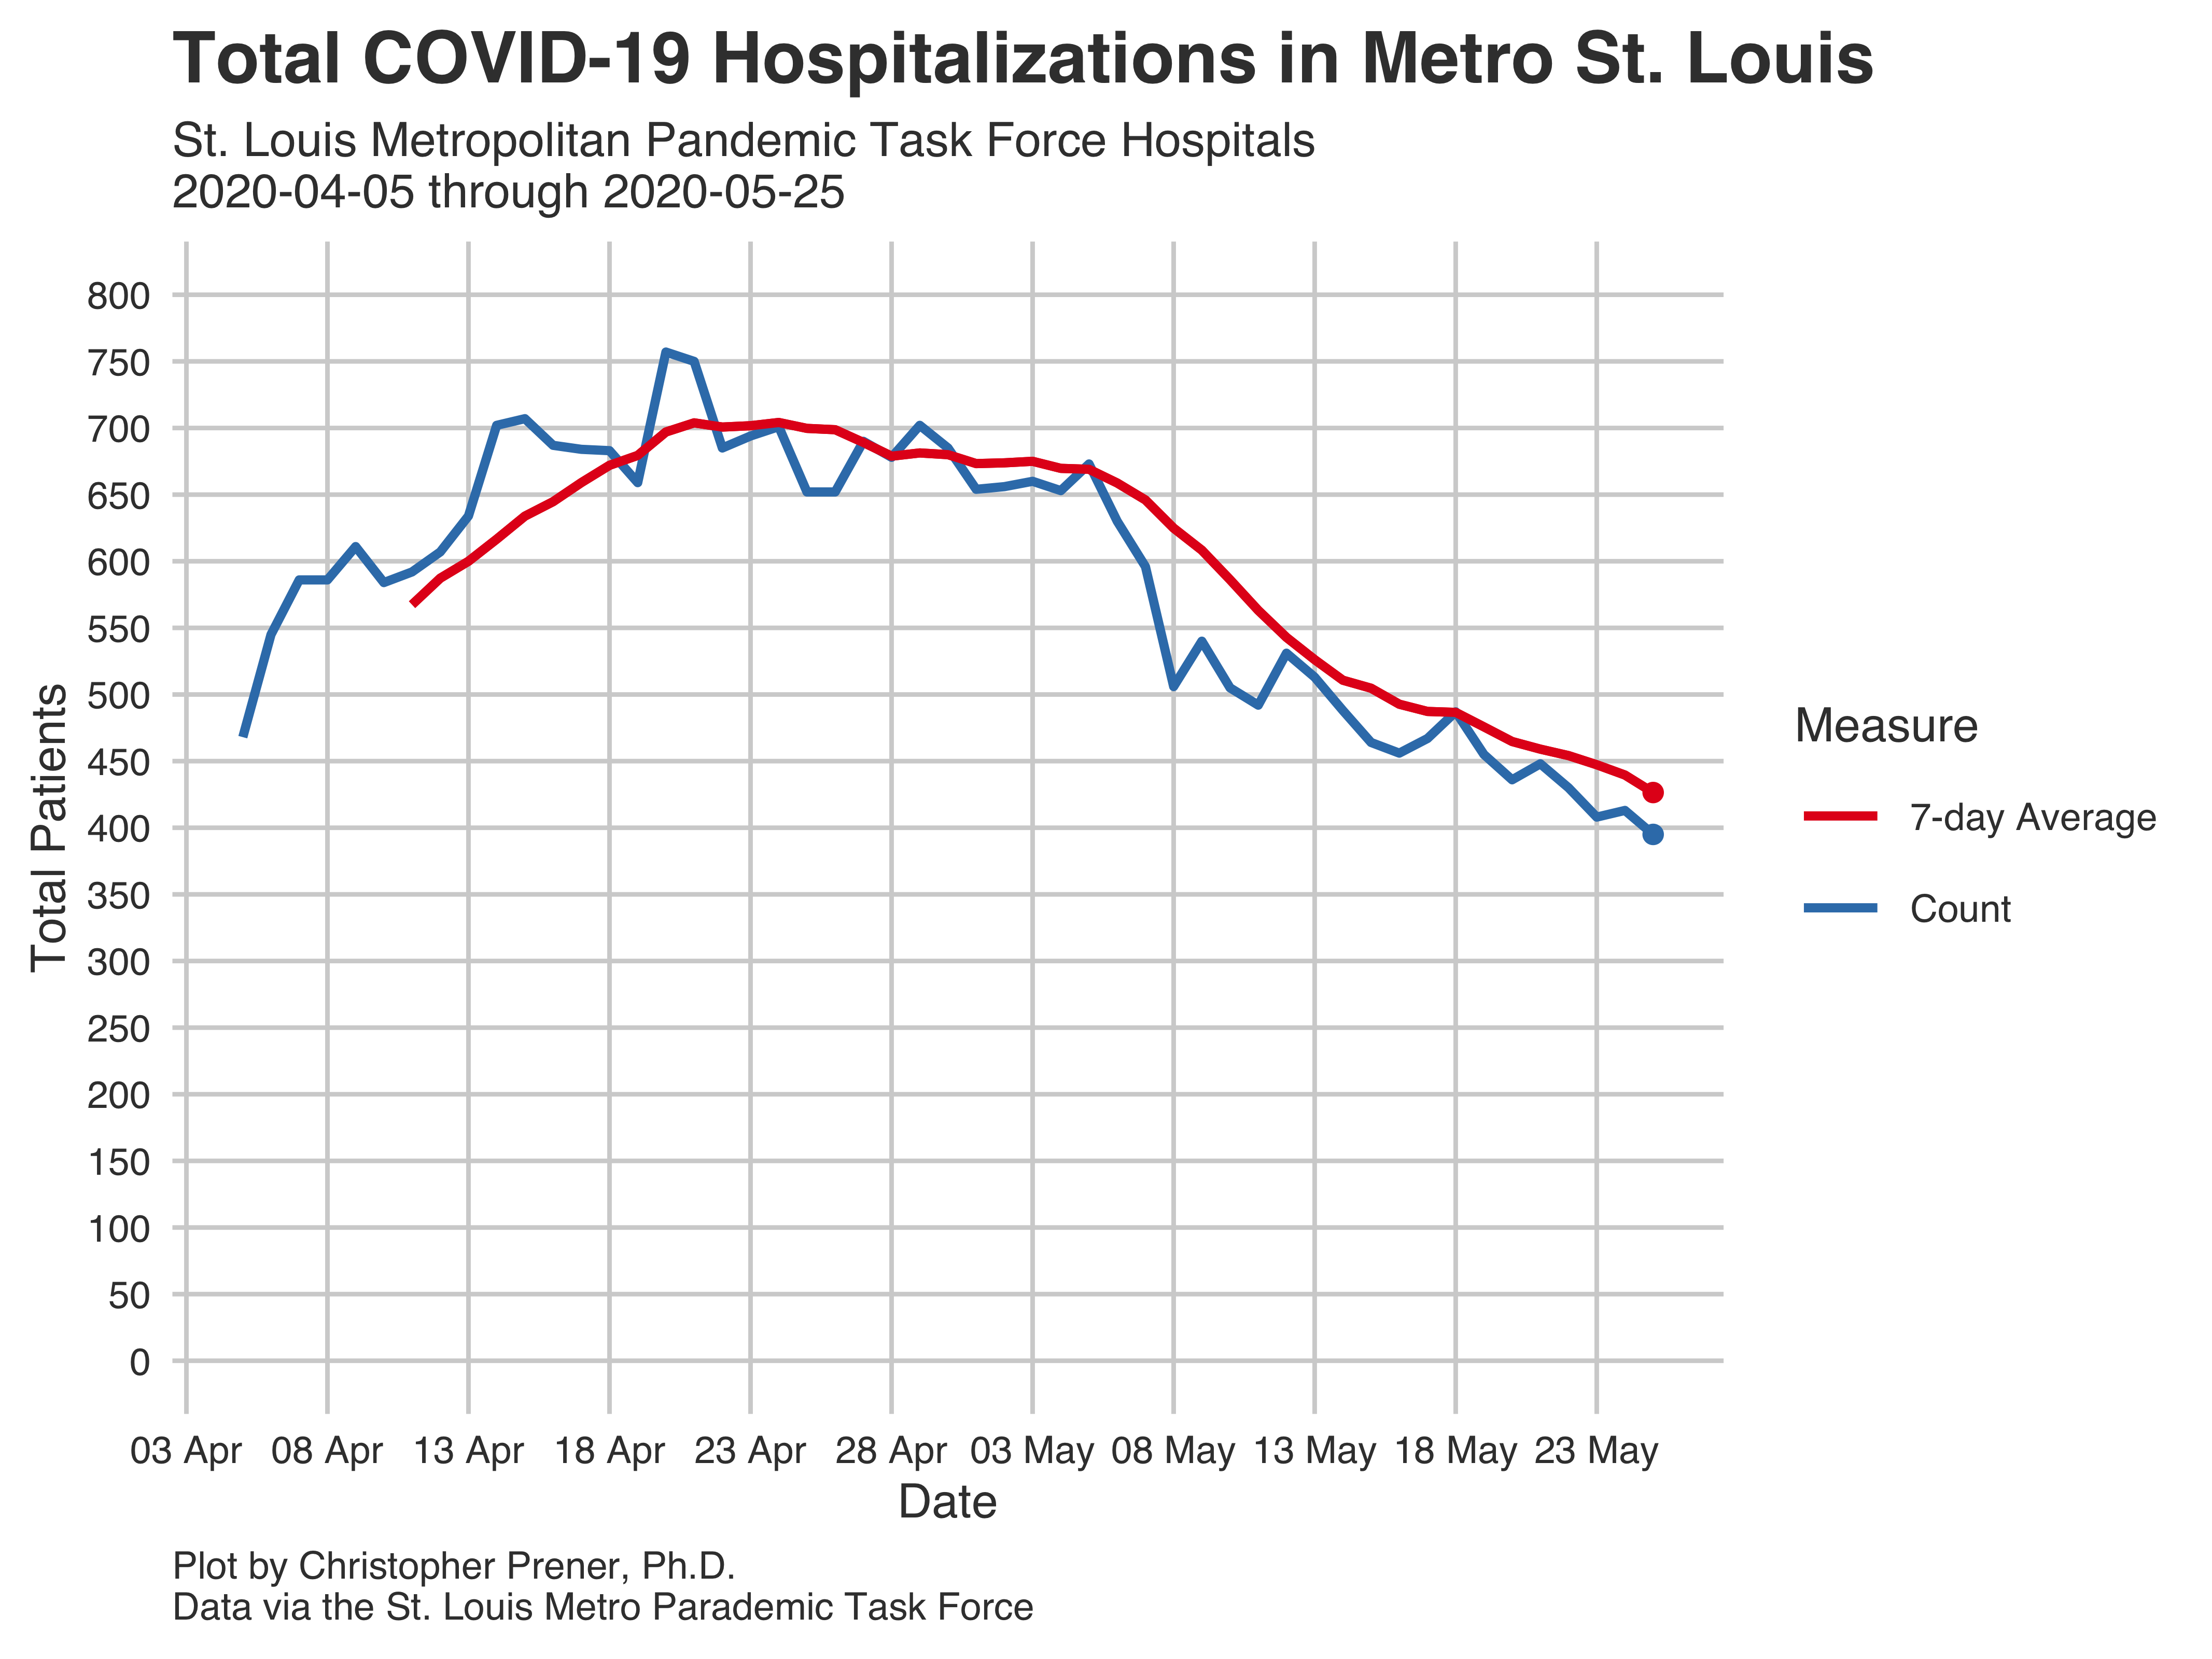 Total COVID-19 Hospitalizations in Metro St. Louis
St. Louis Metropolitan Pandemic Task Force Hospitals
2020-04-05 through 2020-05-25
800
750
700
650
600
550
500
450
400
350
300
250
200
150
100
50
0
Total Patients
03 Apr 08 Apr 13 Apr 18 Apr 23 Apr 28 Apr 03 May 08 May 13 May 18 May 23 May
Date
Measure
7-day Average
Count
Plot by Christopher Prener, Ph.D.
Data via the St. Louis Metro Parademic Task Force